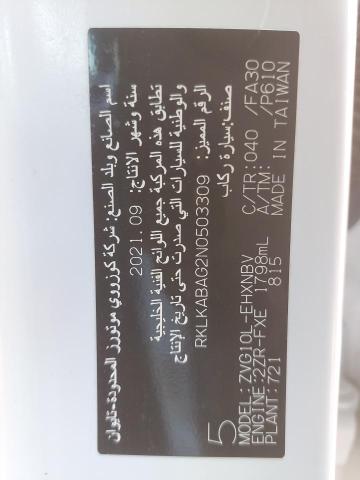 اسم الصانع وبلد الصنع: شركة كوزوي موتورز المحدودة-تايوان
سنة وشهر الإنتاج: 2021.09
تطابق هذه المركبة جميع اللوائح الفنية الخليجية
والوطنية للسيارات التي صدرت حتى تاريخ الإنتاج
الرقم المميز: RKLKABAG2N0503309
صنف: سيارة ركاب
5
MODEL: ZVG10L-EHXNBV C/TR: 040 /FA30
ENGINE: 2ZR-FXE 1798mL A/TM: /P610
PLANT: 721 815 MADE IN TAIWAN